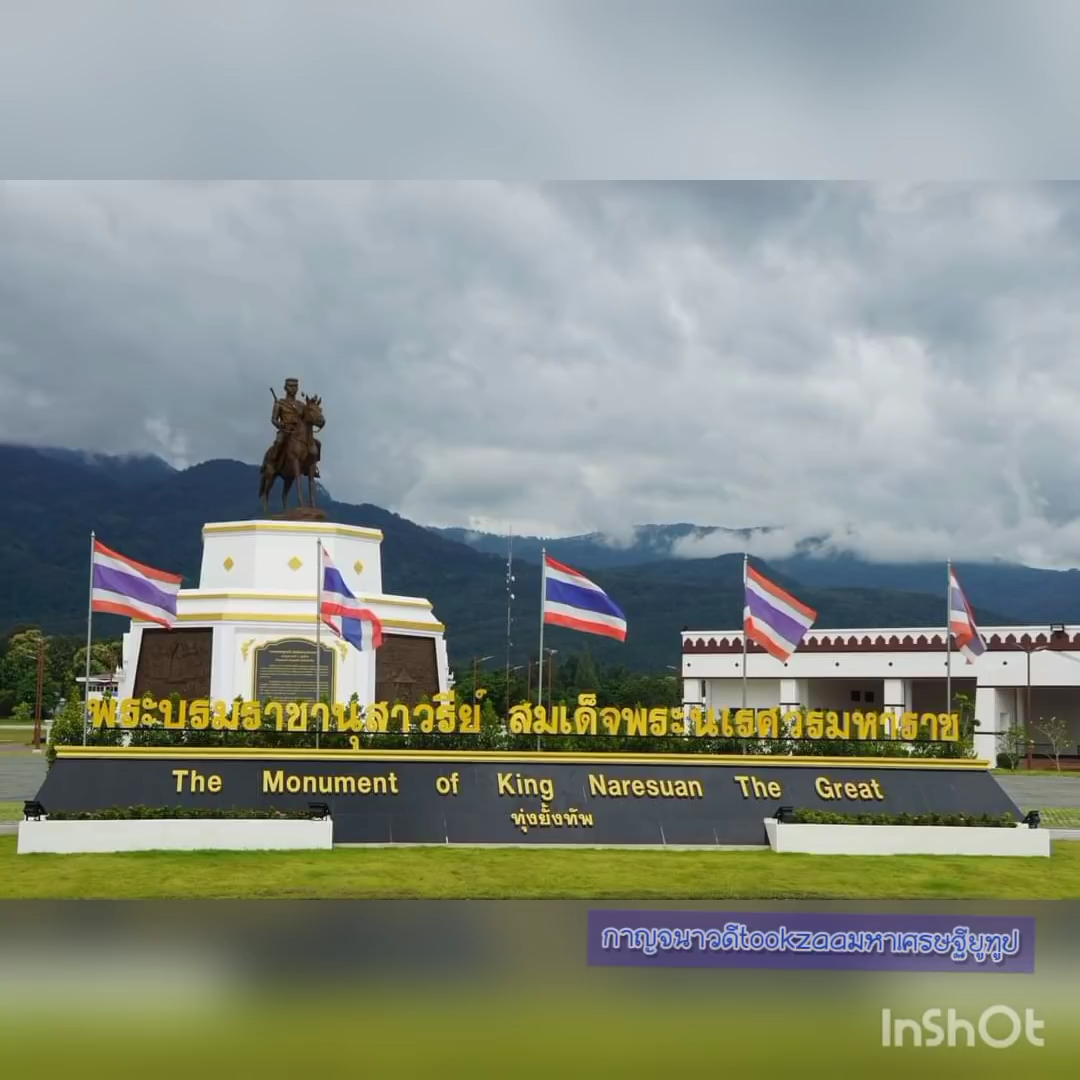 พระบรมราชานุสาวรีย์ สมเด็จพระนเรศวรมหาราช
The Monument of King Naresuan The Great
ทุ่งยั้งทัพ
กาญจนาวดีtookzaaมหาเศรษฐียูทูป
InShOt